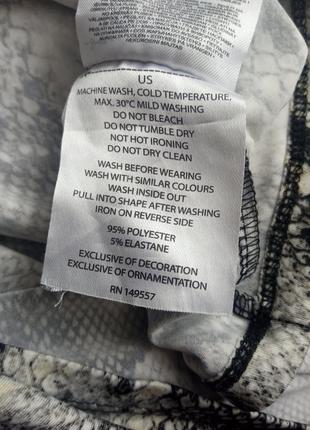 US
MACHINE WASH, COLD TEMPERATURE,
MAX. 30°C MILD WASHING
DO NOT BLEACH
DO NOT TUMBLE DRY
NOT HOT IRONING
DO NOT DRY CLEAN
WASH BEFORE WEARING
WASH WITH SIMILAR COLOURS
WASH INSIDE OUT
PULL INTO SHAPE AFTER WASHING
IRON ON REVERSE SIDE
95% POLYESTER
5% ELASTANE
EXCLUSIVE OF DECORATION
EXCLUSIVE OF ORNAMENTATION
RN 149557